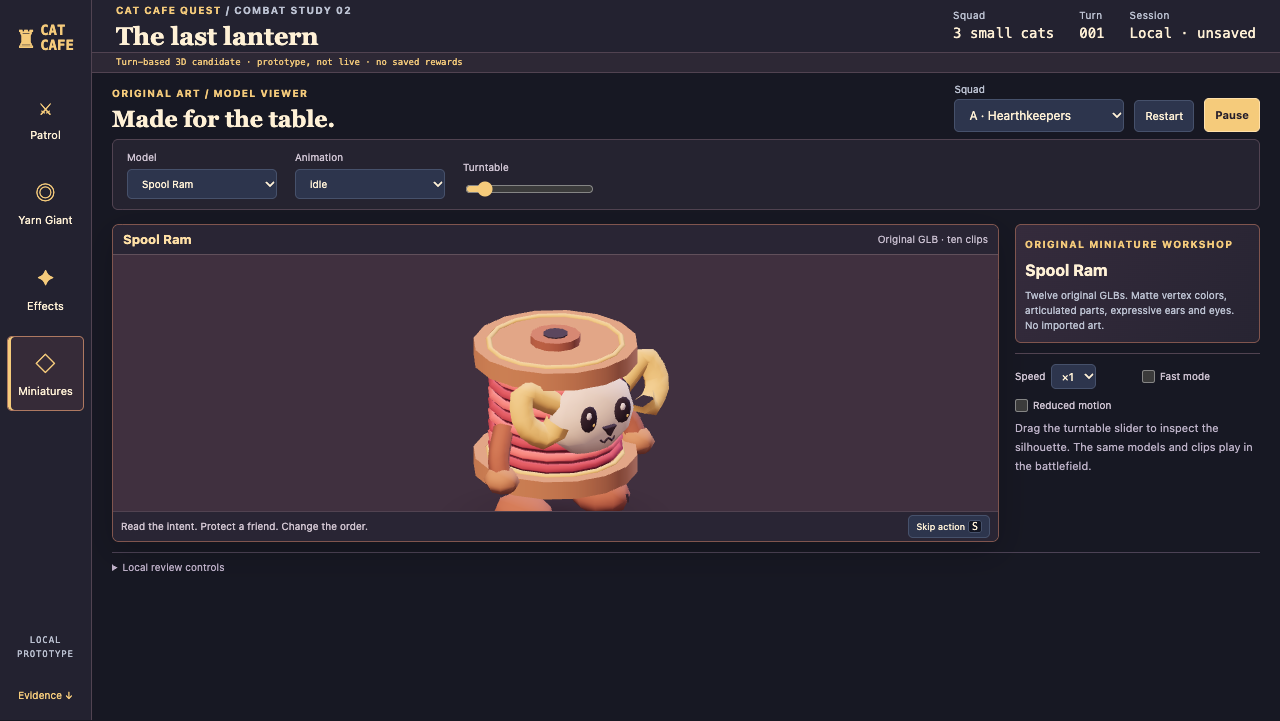 CAT
CAFE
Patrol
Yarn Giant
Effects
Miniatures
LOCAL
PROTOTYPE
Evidence ↓
CAT CAFE QUEST / COMBAT STUDY 02
The last lantern
Squad
3 small cats
Turn
001
Session
Local · unsaved
Turn-based 3D candidate · prototype, not live · no saved rewards
ORIGINAL ART / MODEL VIEWER
Made for the table.
Squad
A · Hearthkeepers
Restart
Pause
Model
Spool Ram
Animation
Idle
Turntable
Spool Ram
Original GLB · ten clips
Read the intent. Protect a friend. Change the order.
Skip action S
ORIGINAL MINIATURE WORKSHOP
Spool Ram
Twelve original GLBs. Matte vertex colors,
articulated parts, expressive ears and eyes.
No imported art.
Speed
×1
Fast mode
Reduced motion
Drag the turntable slider to inspect the
silhouette. The same models and clips play in
the battlefield.
Local review controls